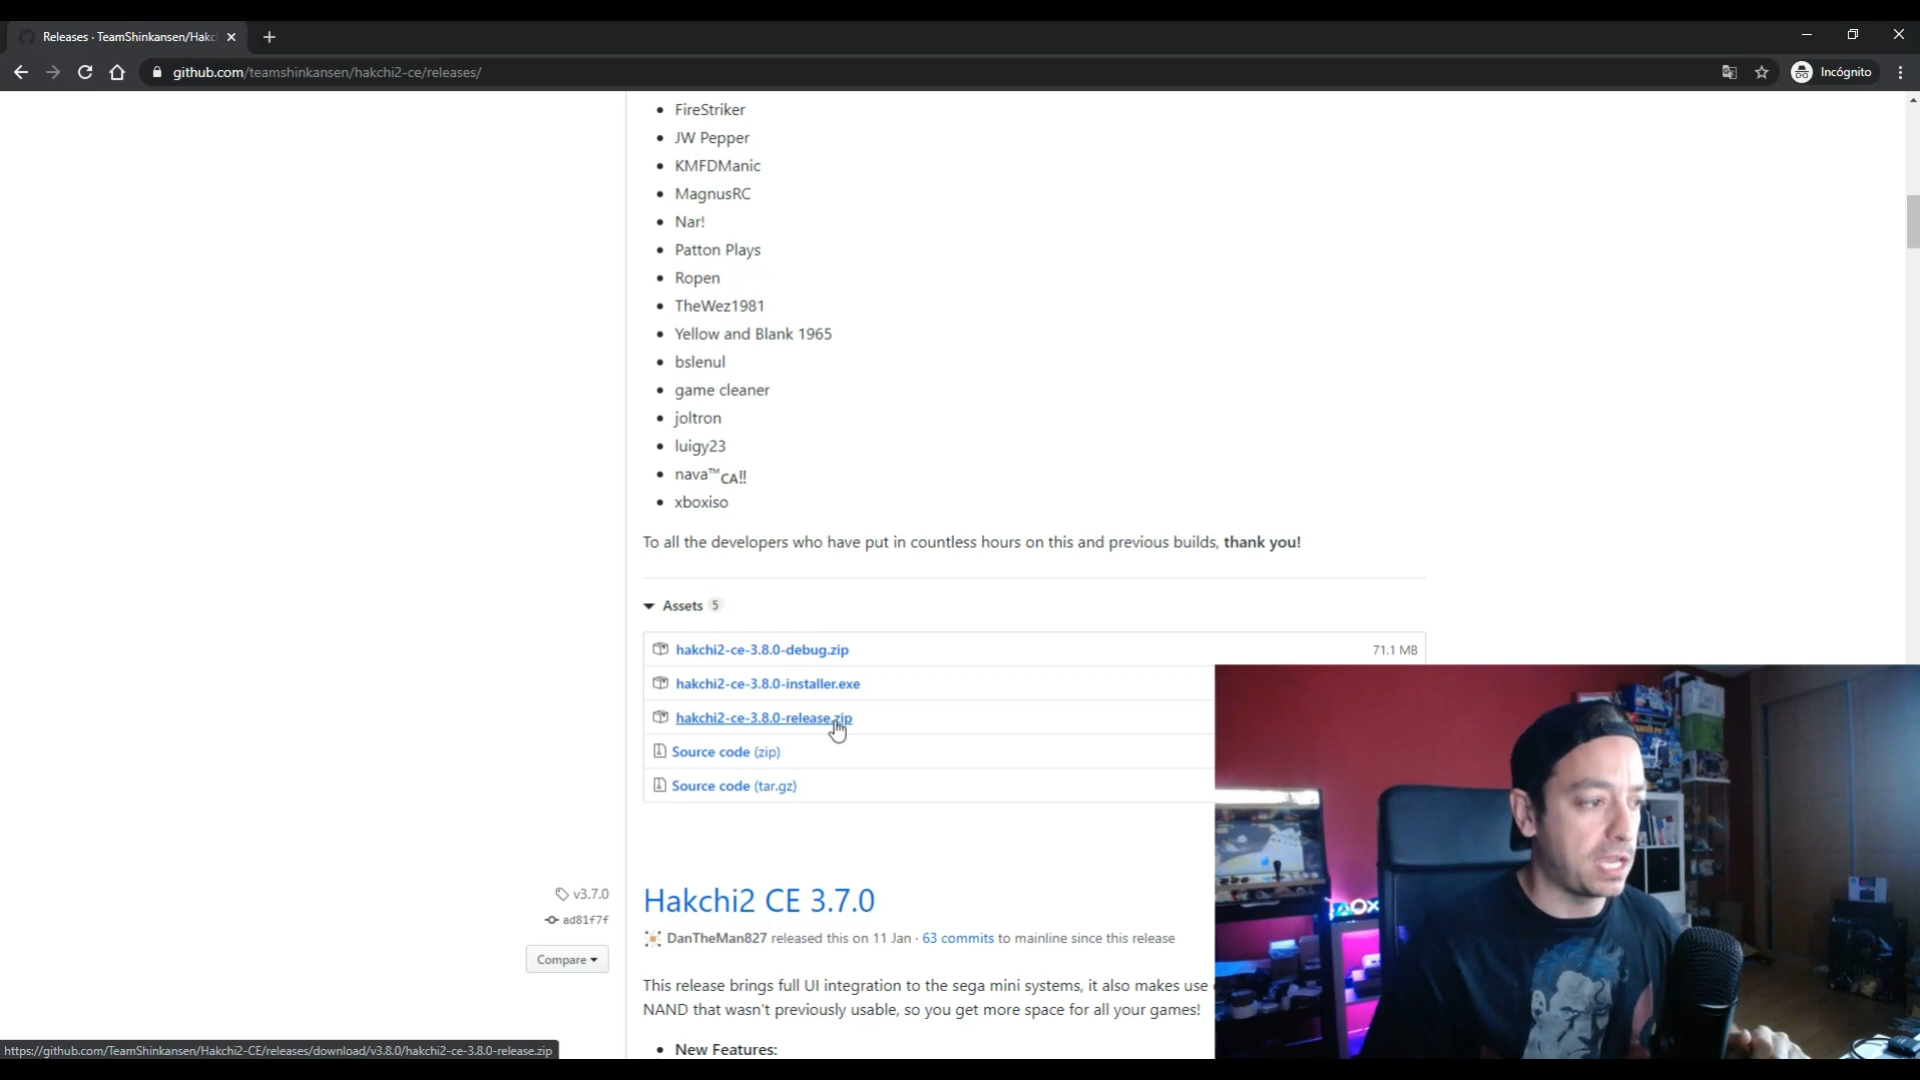 Releases · TeamShinkansen/Hakc
github.com/teamshinkansen/hakchi2-ce/releases/
Incógnito
FireStriker
JW Pepper
KMFDManic
MagnusRC
Nar!
Patton Plays
Ropen
TheWez1981
Yellow and Blank 1965
bslenul
game cleaner
joltron
luigy23
nava™CA!!
xboxiso
To all the developers who have put in countless hours on this and previous builds, thank you!
Assets 5
hakchi2-ce-3.8.0-debug.zip 71.1 MB
hakchi2-ce-3.8.0-installer.exe
hakchi2-ce-3.8.0-release.zip
Source code (zip)
Source code (tar.gz)
v3.7.0
ad81f7f
Compare
Hakchi2 CE 3.7.0
DanTheMan827 released this on 11 Jan · 63 commits to mainline since this release
This release brings full UI integration to the sega mini systems, it also makes use
NAND that wasn't previously usable, so you get more space for all your games!
New Features:
https://github.com/TeamShinkansen/Hakchi2-CE/releases/download/v3.8.0/hakchi2-ce-3.8.0-release.zip